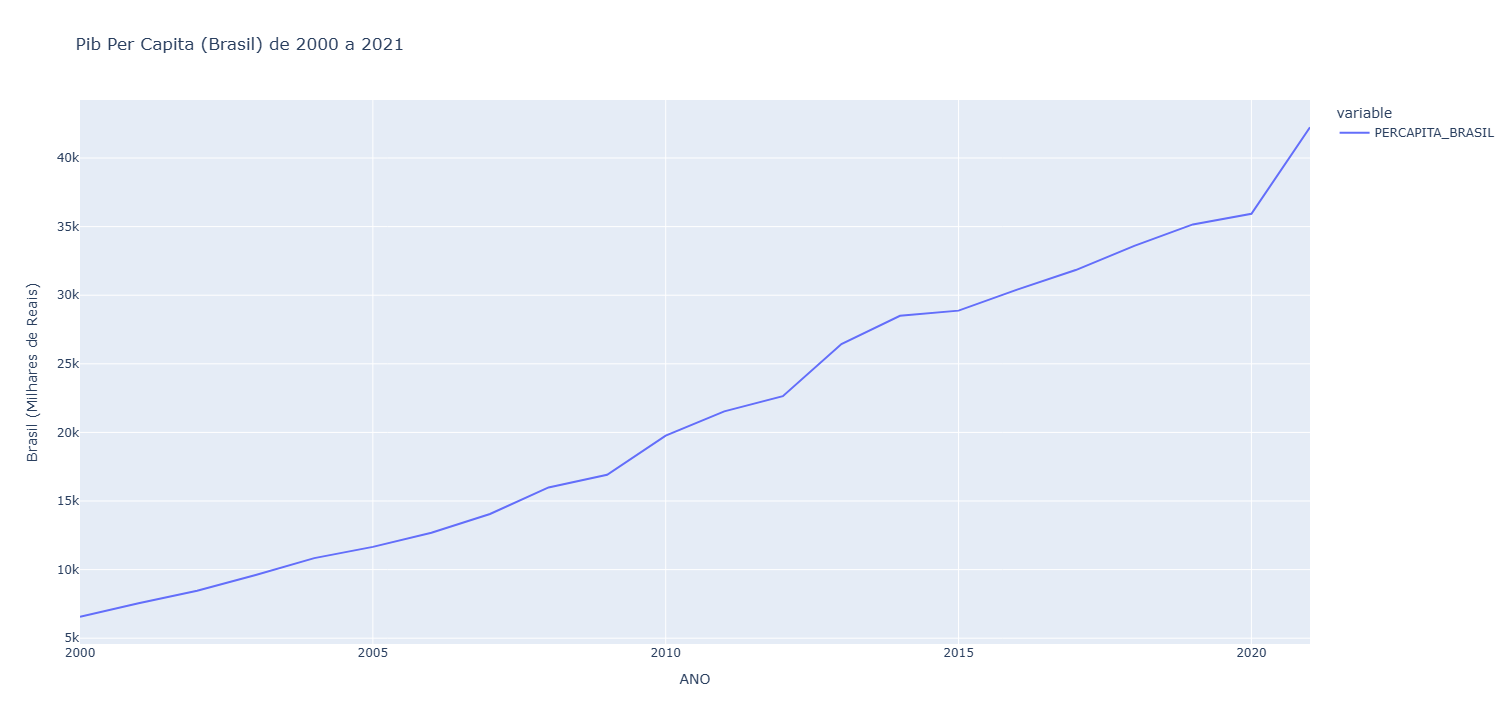 Pib Per Capita (Brasil) de 2000 a 2021
variable
PERCAPITA_BRASIL
40k
35k
30k
25k
20k
15k
10k
5k
Brasil (Milhares de Reais)
2000
2005
2010
2015
2020
ANO